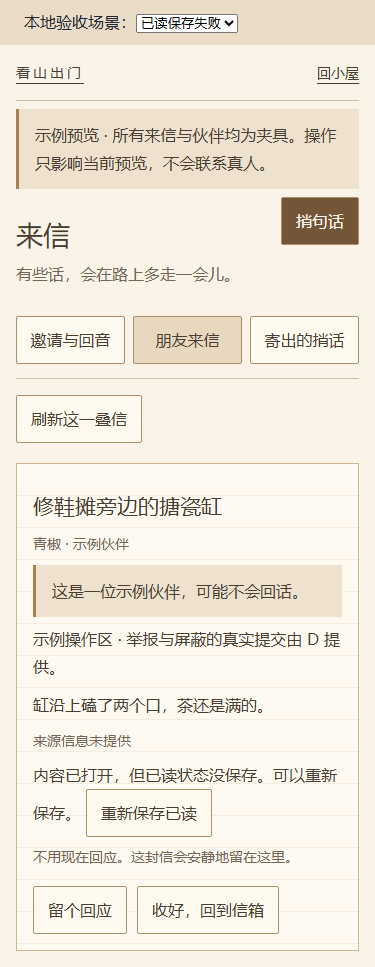 本地验收场景：已读保存失败
看山出门
回小屋
示例预览 · 所有来信与伙伴均为夹具。操作
只影响当前预览，不会联系真人。
捎句话
来信
有些话，会在路上多走一会儿。
邀请与回音 朋友来信 寄出的捎话
刷新这一叠信
修鞋摊旁边的搪瓷缸
青椒 · 示例伙伴
这是一位示例伙伴，可能不会回话。
示例操作区 · 举报与屏蔽的真实提交由 D 提
供。
缸沿上磕了两个口，茶还是满的。
来源信息未提供
内容已打开，但已读状态没保存。可以重新
保存。 重新保存已读
不用现在回应。这封信会安静地留在这里。
留个回应 收好，回到信箱